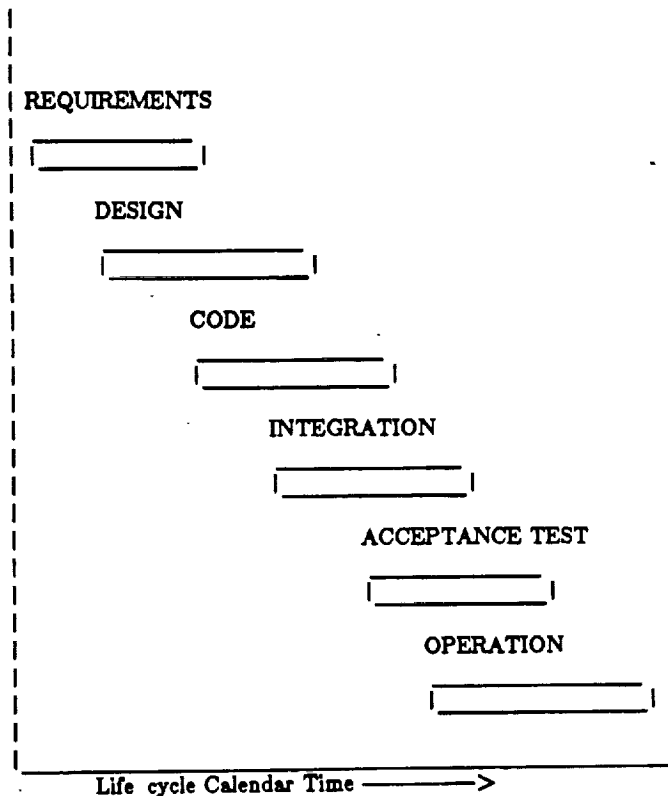 REQUIREMENTS
DESIGN
CODE
INTEGRATION
ACCEPTANCE TEST
OPERATION
Life cycle Calendar Time